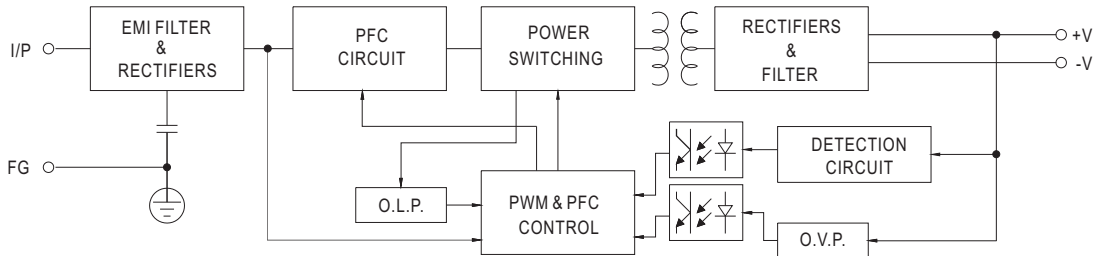 I/P
EMI FILTER
&
RECTIFIERS
PFC
CIRCUIT
POWER
SWITCHING
RECTIFIERS
&
FILTER
+V
-V
FG
O.L.P.
PWM & PFC
CONTROL
DETECTION
CIRCUIT
O.V.P.